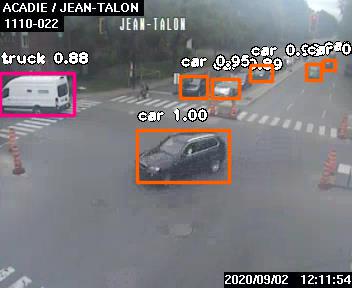 ACADIE / JEAN-TALON
1110-022
E JEAN-TALON
truck 0.88
car 0.95
car 1.00
2020/09/02 12:11:54